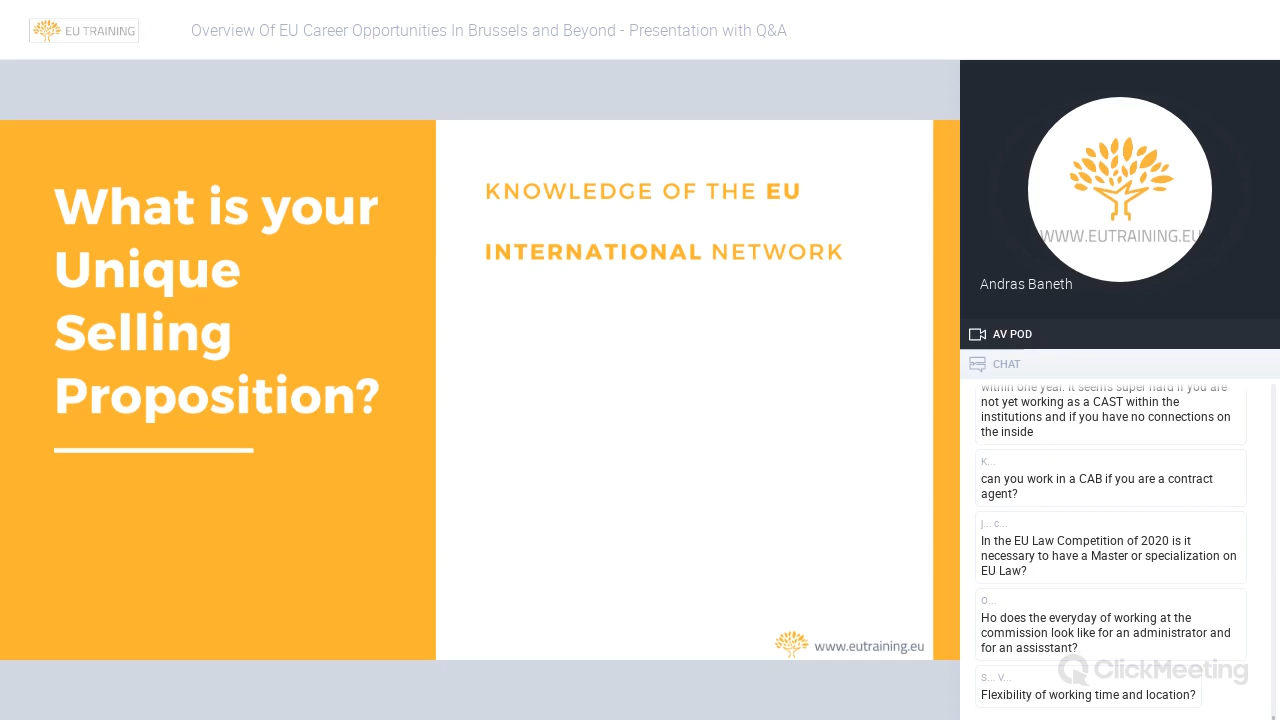 EU TRAINING
Overview Of EU Career Opportunities In Brussels and Beyond - Presentation with Q&A
What is your
Unique
Selling
Proposition?
KNOWLEDGE OF THE EU
INTERNATIONAL NETWORK
www.eutraining.eu
WWW.EUTRAINING.EU
Andras Baneth
AV POD
CHAT
within one year. It seems super hard if you are
not yet working as a CAST within the
institutions and if you have no connections on
the inside
K...
can you work in a CAB if you are a contract
agent?
J... c...
In the EU Law Competition of 2020 is it
necessary to have a Master or specialization on
EU Law?
O...
Ho does the everyday of working at the
commission look like for an administrator and
for an assisstant?
ClickMeeting
S... V...
Flexibility of working time and location?